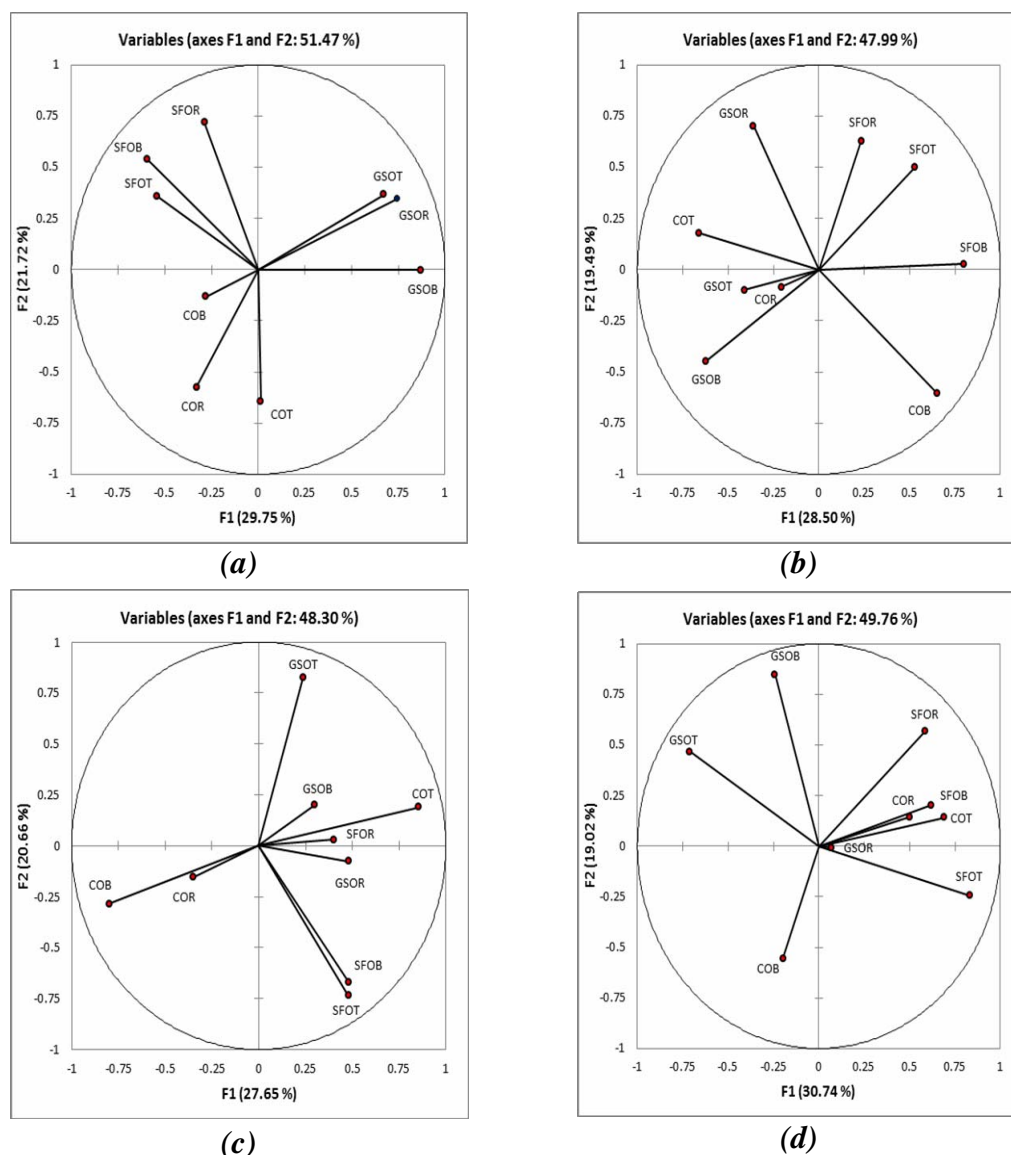 Variables (axes F1 and F2: 51.47 %)
1
0.75
0.5
0.25
0
-0.25
-0.5
-0.75
-1
F2 (21.72 %)
SFOR
SFOB
SFOT
GSOT
GSOR
GSOB
COB
COR
COT
-1 -0.75 -0.5 -0.25 0 0.25 0.5 0.75 1
F1 (29.75 %)
(a)
Variables (axes F1 and F2: 47.99 %)
1
0.75
0.5
0.25
0
-0.25
-0.5
-0.75
-1
F2 (19.49 %)
GSOR
SFOR
SFOT
COT
SFOB
GSOT
COR
GSOB
COB
-1 -0.75 -0.5 -0.25 0 0.25 0.5 0.75 1
F1 (28.50 %)
(b)
Variables (axes F1 and F2: 48.30 %)
1
0.75
0.5
0.25
0
-0.25
-0.5
-0.75
-1
F2 (20.66 %)
GSOT
GSOB
COT
SFOR
GSOR
COB
COR
SFOB
SFOT
-1 -0.75 -0.5 -0.25 0 0.25 0.5 0.75 1
F1 (27.65 %)
(c)
Variables (axes F1 and F2: 49.76 %)
1
0.75
0.5
0.25
0
-0.25
-0.5
-0.75
-1
F2 (19.02 %)
GSOB
SFOR
GSOT
COR
SFOB
COT
GSOR
SFOT
COB
-1 -0.75 -0.5 -0.25 0 0.25 0.5 0.75 1
F1 (30.74 %)
(d)